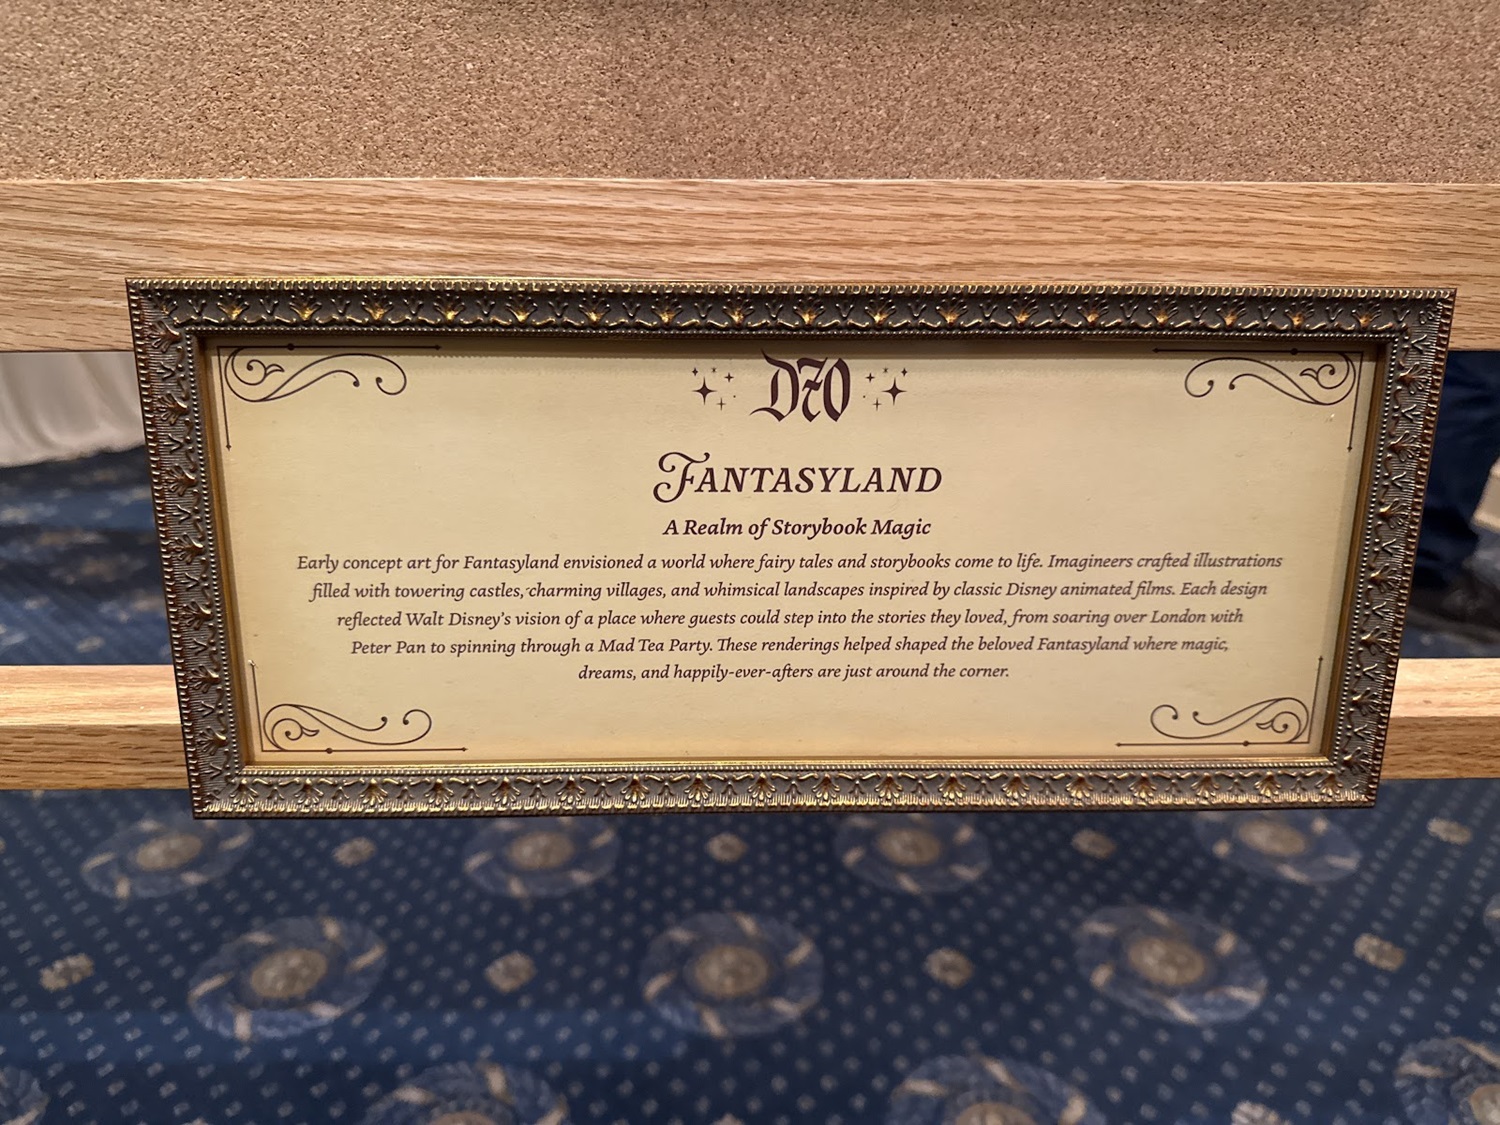 D70
FANTASYLAND
A Realm of Storybook Magic
Early concept art for Fantasyland envisioned a world where fairy tales and storybooks come to life. Imagineers crafted illustrations
filled with towering castles, charming villages, and whimsical landscapes inspired by classic Disney animated films. Each design
reflected Walt Disney's vision of a place where guests could step into the stories they loved, from soaring over London with
Peter Pan to spinning through a Mad Tea Party. These renderings helped shaped the beloved Fantasyland where magic,
dreams, and happily-ever-afters are just around the corner.